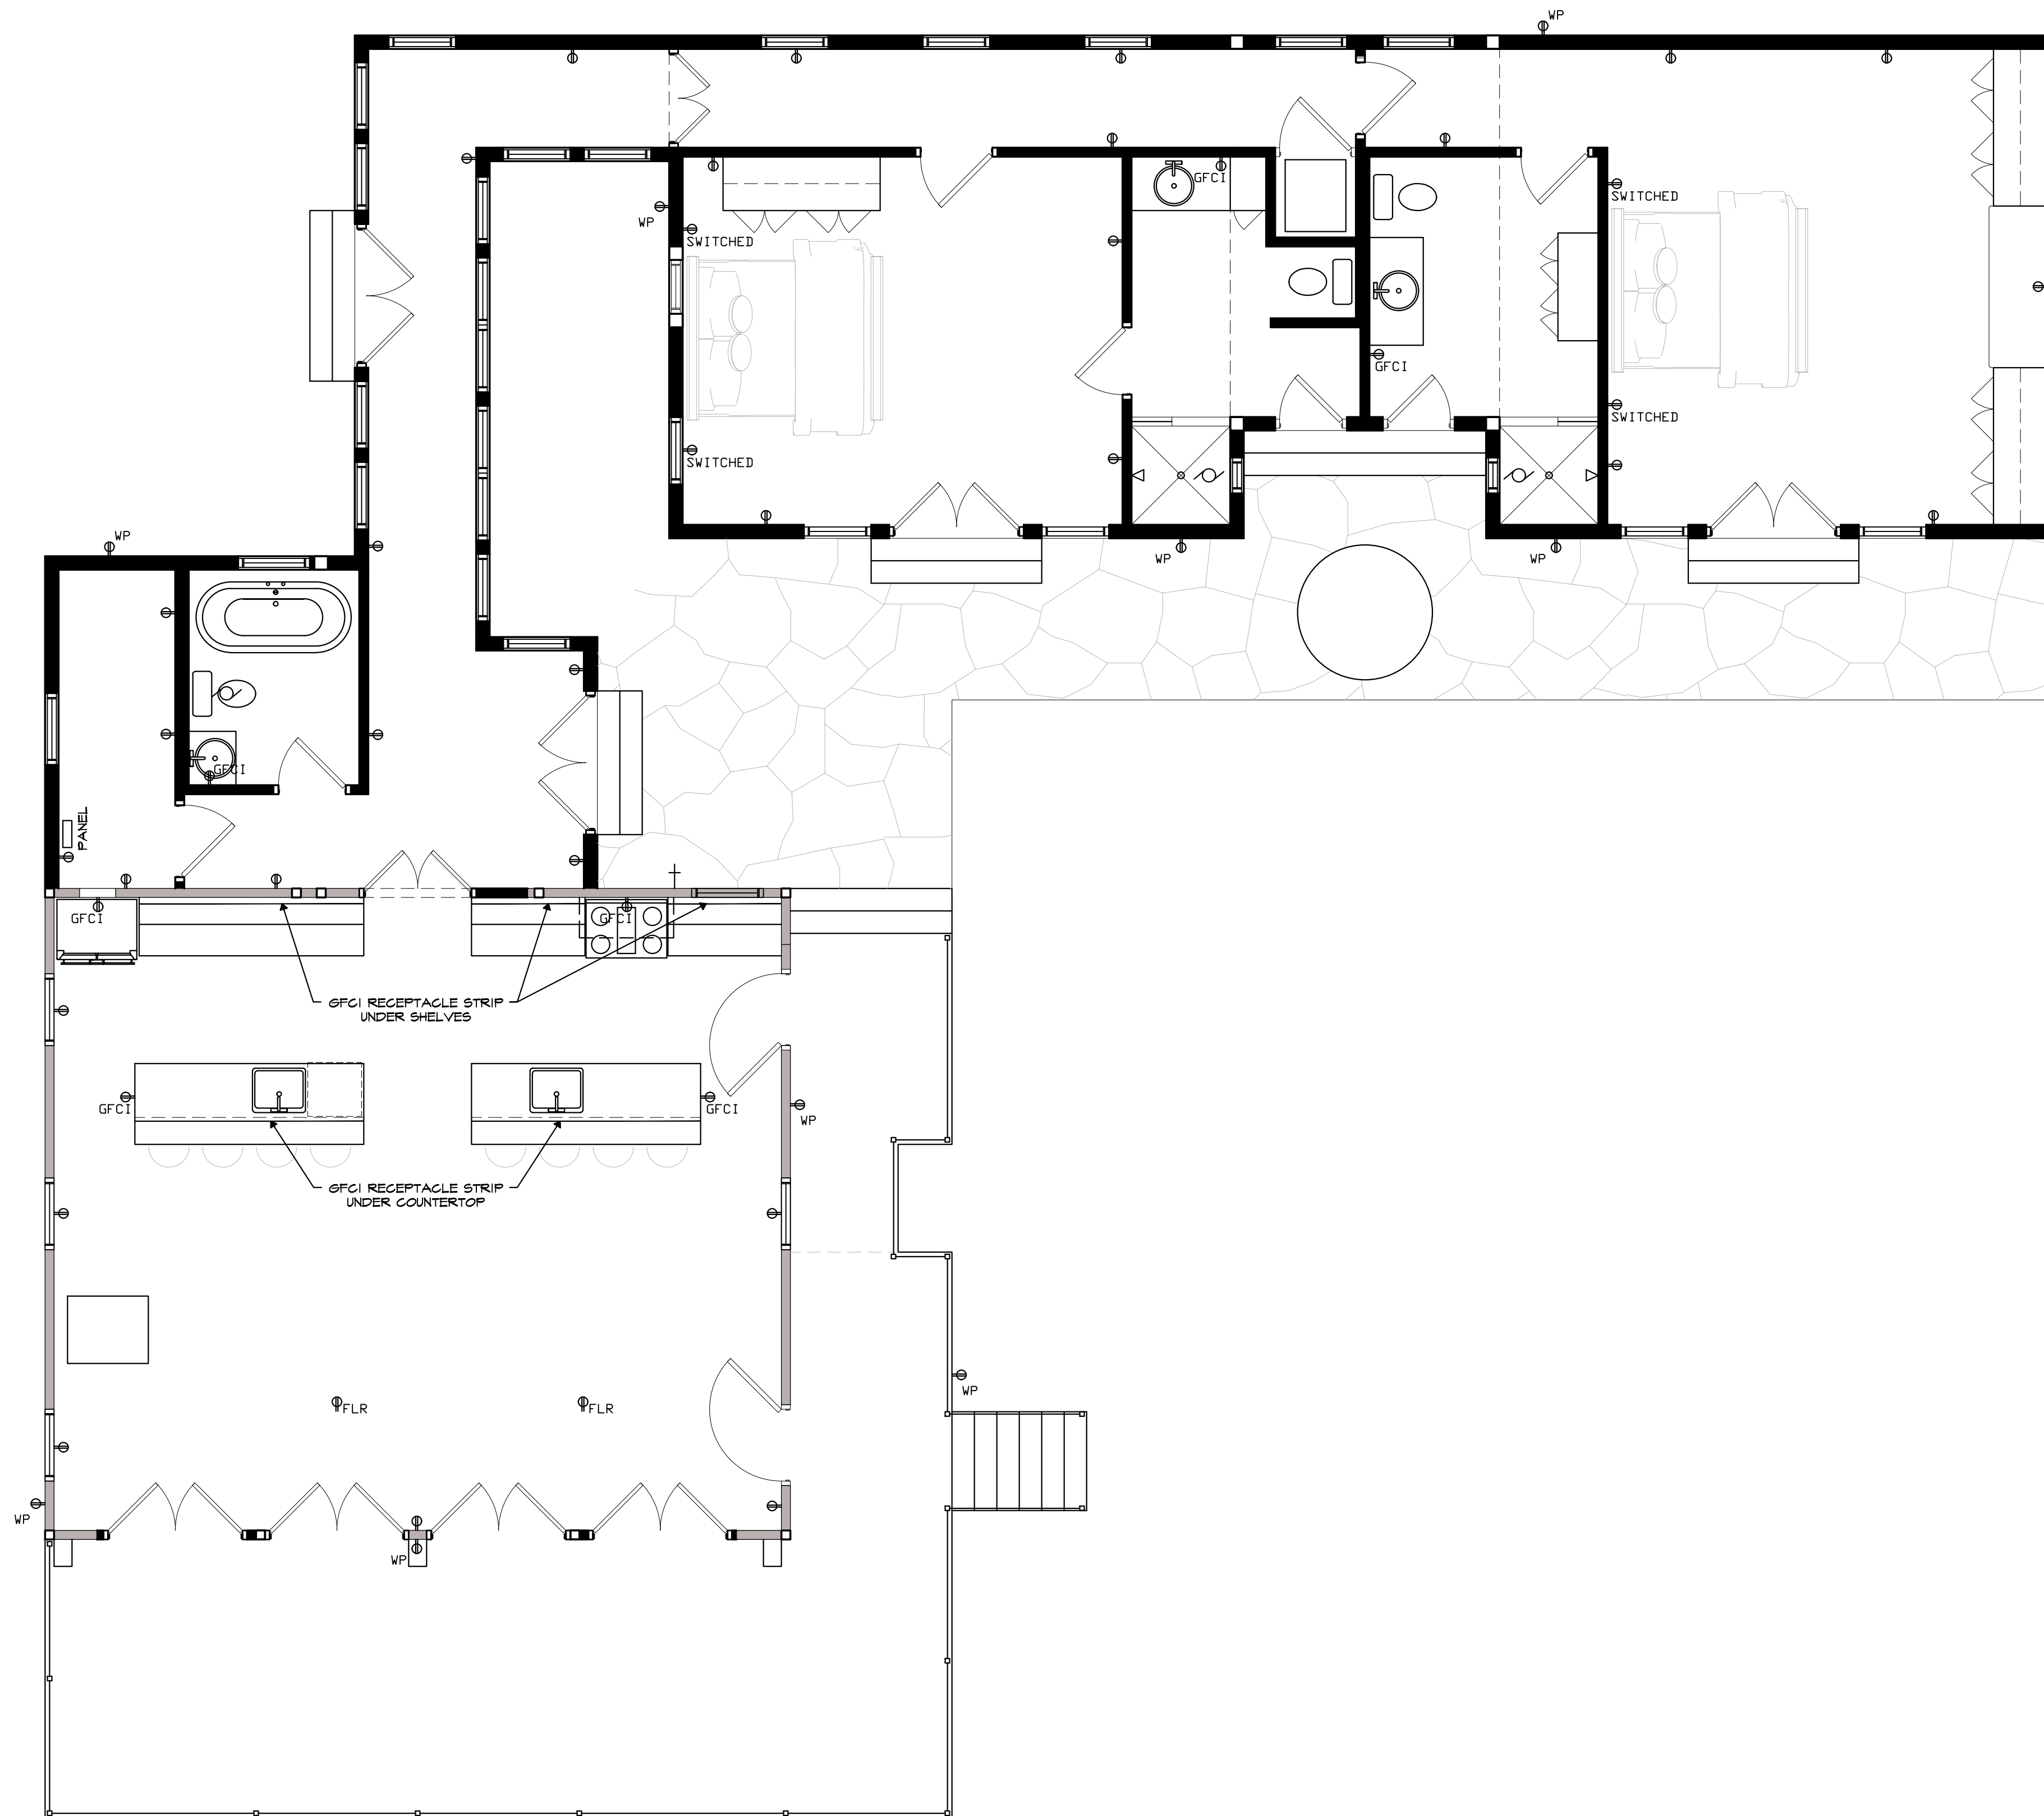 WP
GFCI
SWITCHED
SWITCHED
WP
SWITCHED
GFCI
SWITCHED
SWITCHED
WP
WP
WP
GFCI
PANEL
GFCI
GFCI
GFCI RECEPTACLE STRIP
UNDER SHELVES
GFCI
GFCI
WP
GFCI RECEPTACLE STRIP
UNDER COUNTERTOP
WP
FLR
FLR
WP
WP